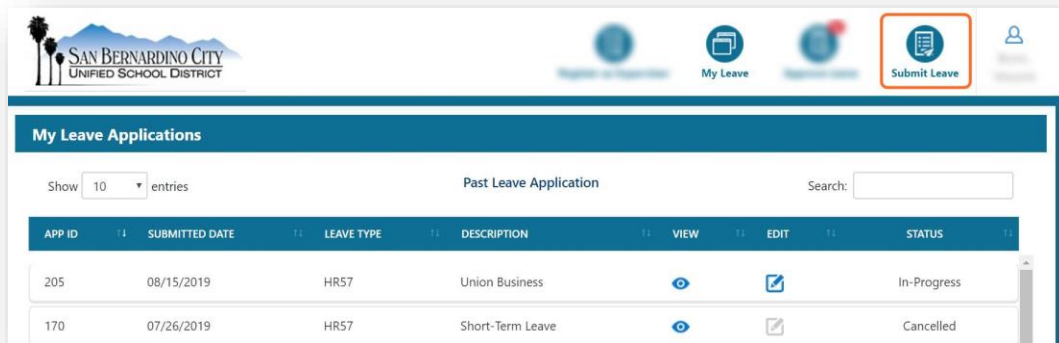 SAN BERNARDINO CITY
UNIFIED SCHOOL DISTRICT
My Leave
Submit Leave
My Leave Applications
Show 10 entries
Past Leave Application
Search:
APP ID SUBMITTED DATE LEAVE TYPE DESCRIPTION VIEW EDIT STATUS
205 08/15/2019 HR57 Union Business In-Progress
170 07/26/2019 HR57 Short-Term Leave Cancelled